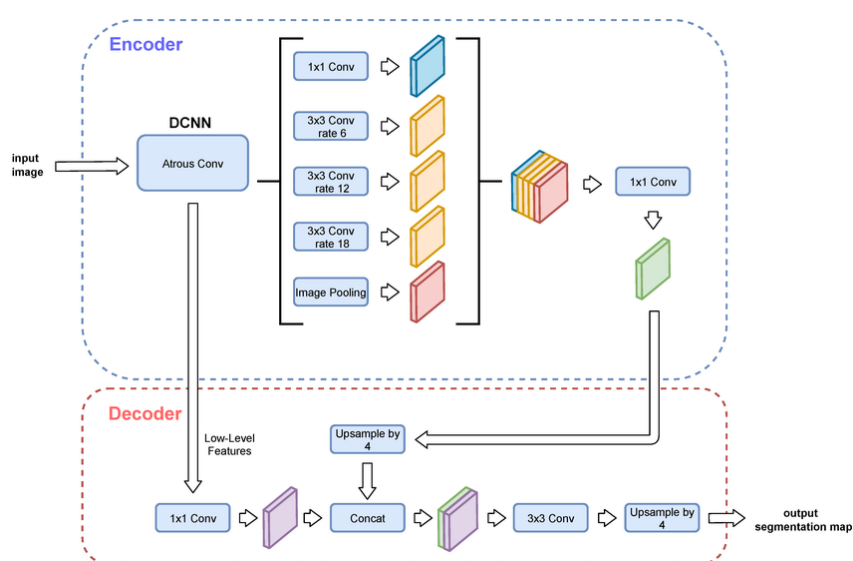 Encoder
DCNN
input
image
Atrous Conv
1x1 Conv
3x3 Conv
rate 6
3x3 Conv
rate 12
3x3 Conv
rate 18
Image Pooling
1x1 Conv
Decoder
Low-Level
Features
Upsample by
4
1x1 Conv
Concat
3x3 Conv
Upsample by
4
output
segmentation map